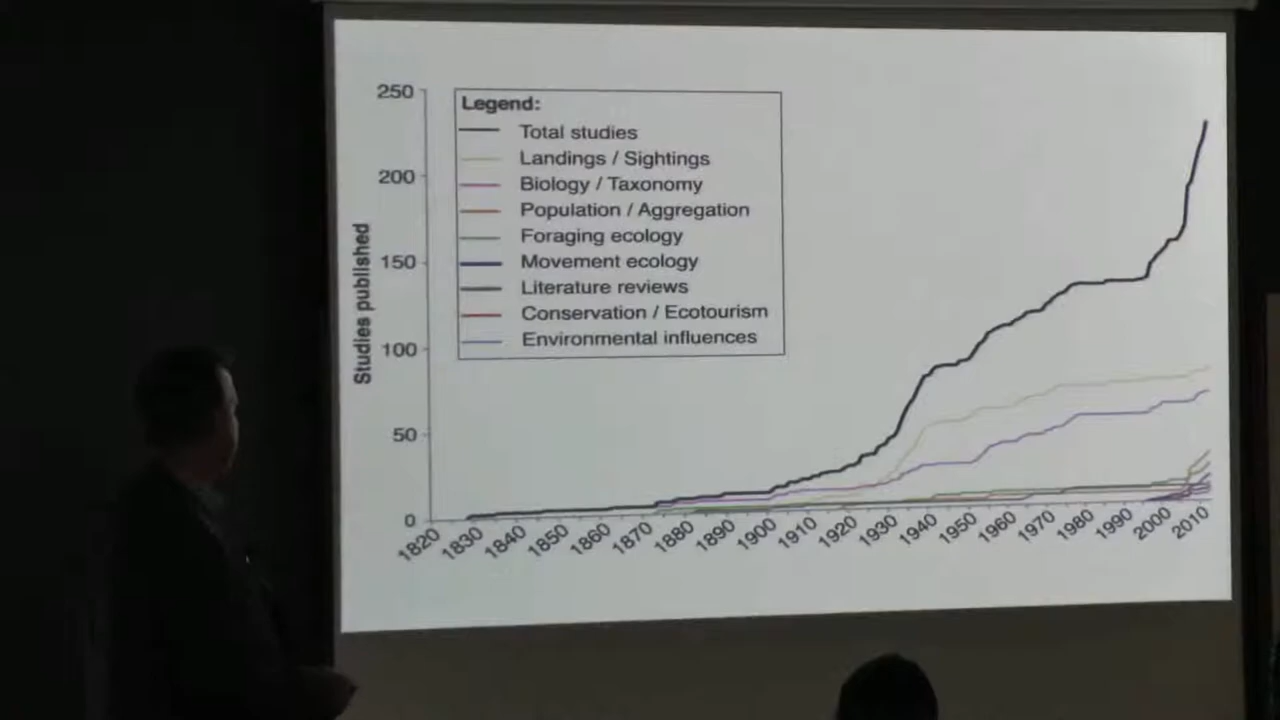 250
200
150
100
50
0
Studies published
Legend:
Total studies
Landings / Sightings
Biology / Taxonomy
Population / Aggregation
Foraging ecology
Movement ecology
Literature reviews
Conservation / Ecotourism
Environmental influences
1820 1830 1840 1850 1860 1870 1880 1890 1900 1910 1920 1930 1940 1950 1960 1970 1980 1990 2000 2010